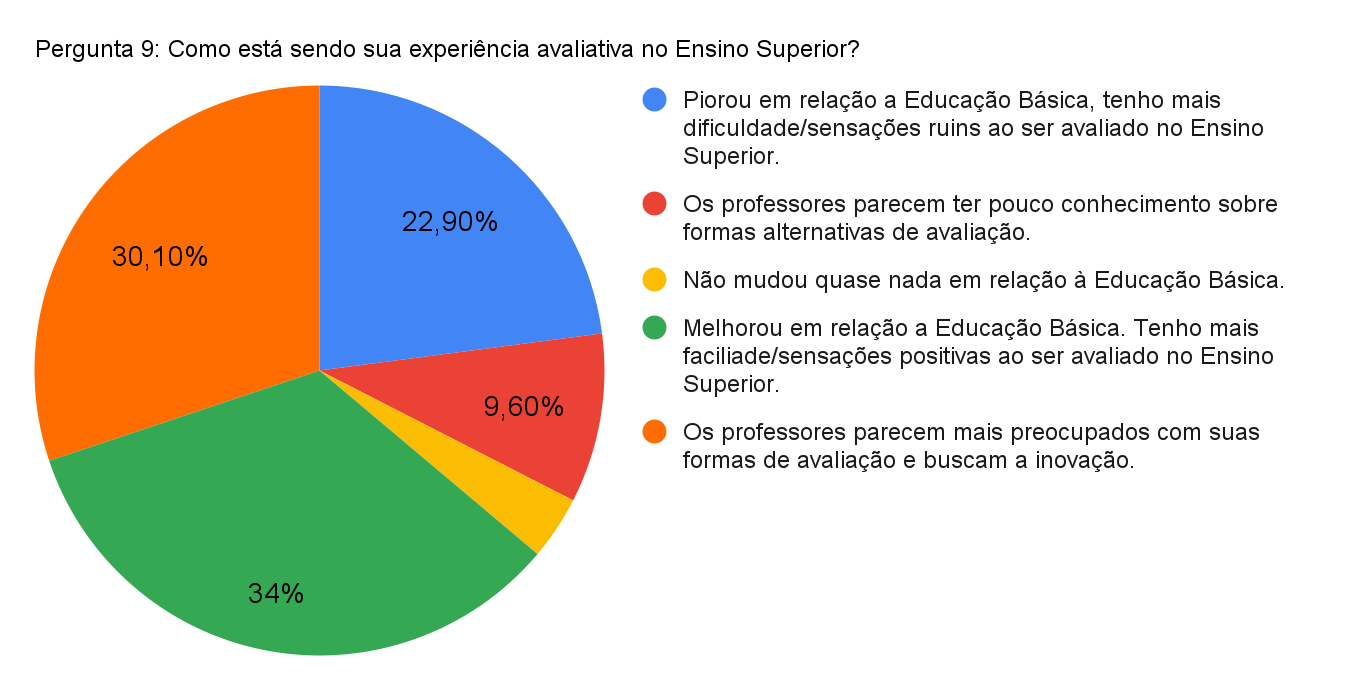 Pergunta 9: Como está sendo sua experiência avaliativa no Ensino Superior?
Piorou em relação a Educação Básica, tenho mais
dificuldade/sensações ruins ao ser avaliado no Ensino
Superior.
Os professores parecem ter pouco conhecimento sobre
formas alternativas de avaliação.
Não mudou quase nada em relação à Educação Básica.
Melhorou em relação a Educação Básica. Tenho mais
faciliade/sensações positivas ao ser avaliado no Ensino
Superior.
Os professores parecem mais preocupados com suas
formas de avaliação e buscam a inovação.
22,90%
30,10%
9,60%
34%